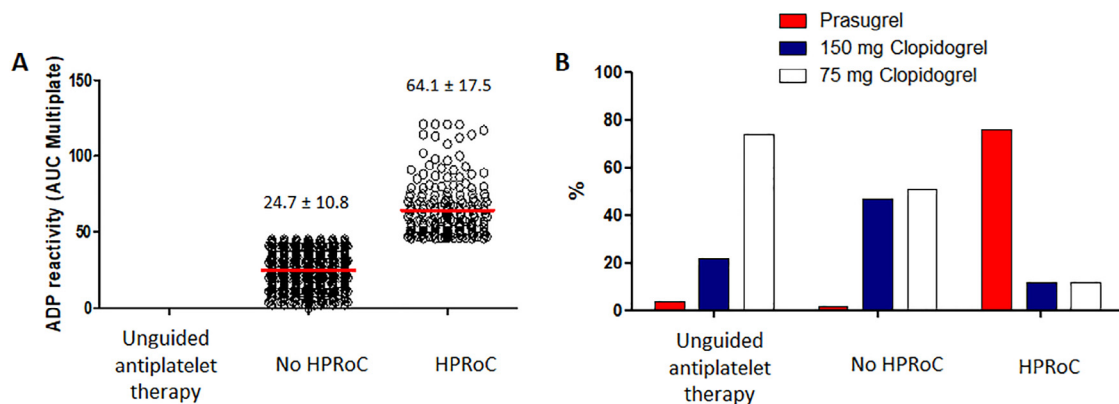 A
ADP reactivity (AUC Multiplate)
150
100
50
0
24.7 ± 10.8
64.1 ± 17.5
Unguided
antiplatelet
therapy
No HPRoC
HPRoC
B
Prasugrel
150 mg Clopidogrel
75 mg Clopidogrel
%
100
80
60
40
20
0
Unguided
antiplatelet
therapy
No HPRoC
HPRoC